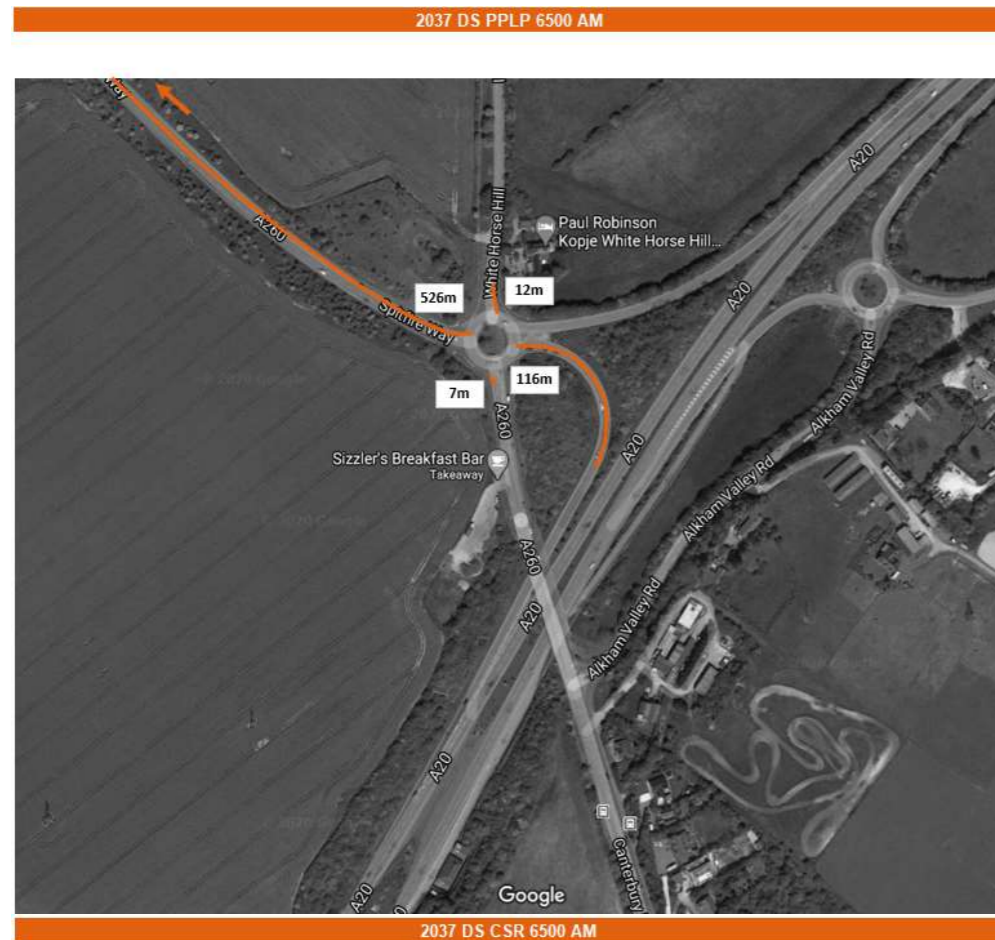 2037 DS PPLP 6500 AM
Way
A20
White Horse Hill
Paul Robinson
Kopje White Horse Hill...
A260
A20
526m
12m
Spitfire Way
116m
7m
A260
Alkham Valley Rd
A20
Sizzler's Breakfast Bar
Takeaway
Alkham Valley Rd
A260
A20
Alkham Valley Rd
A20
Canterbury
A20
Google
2037 DS CSR 6500 AM